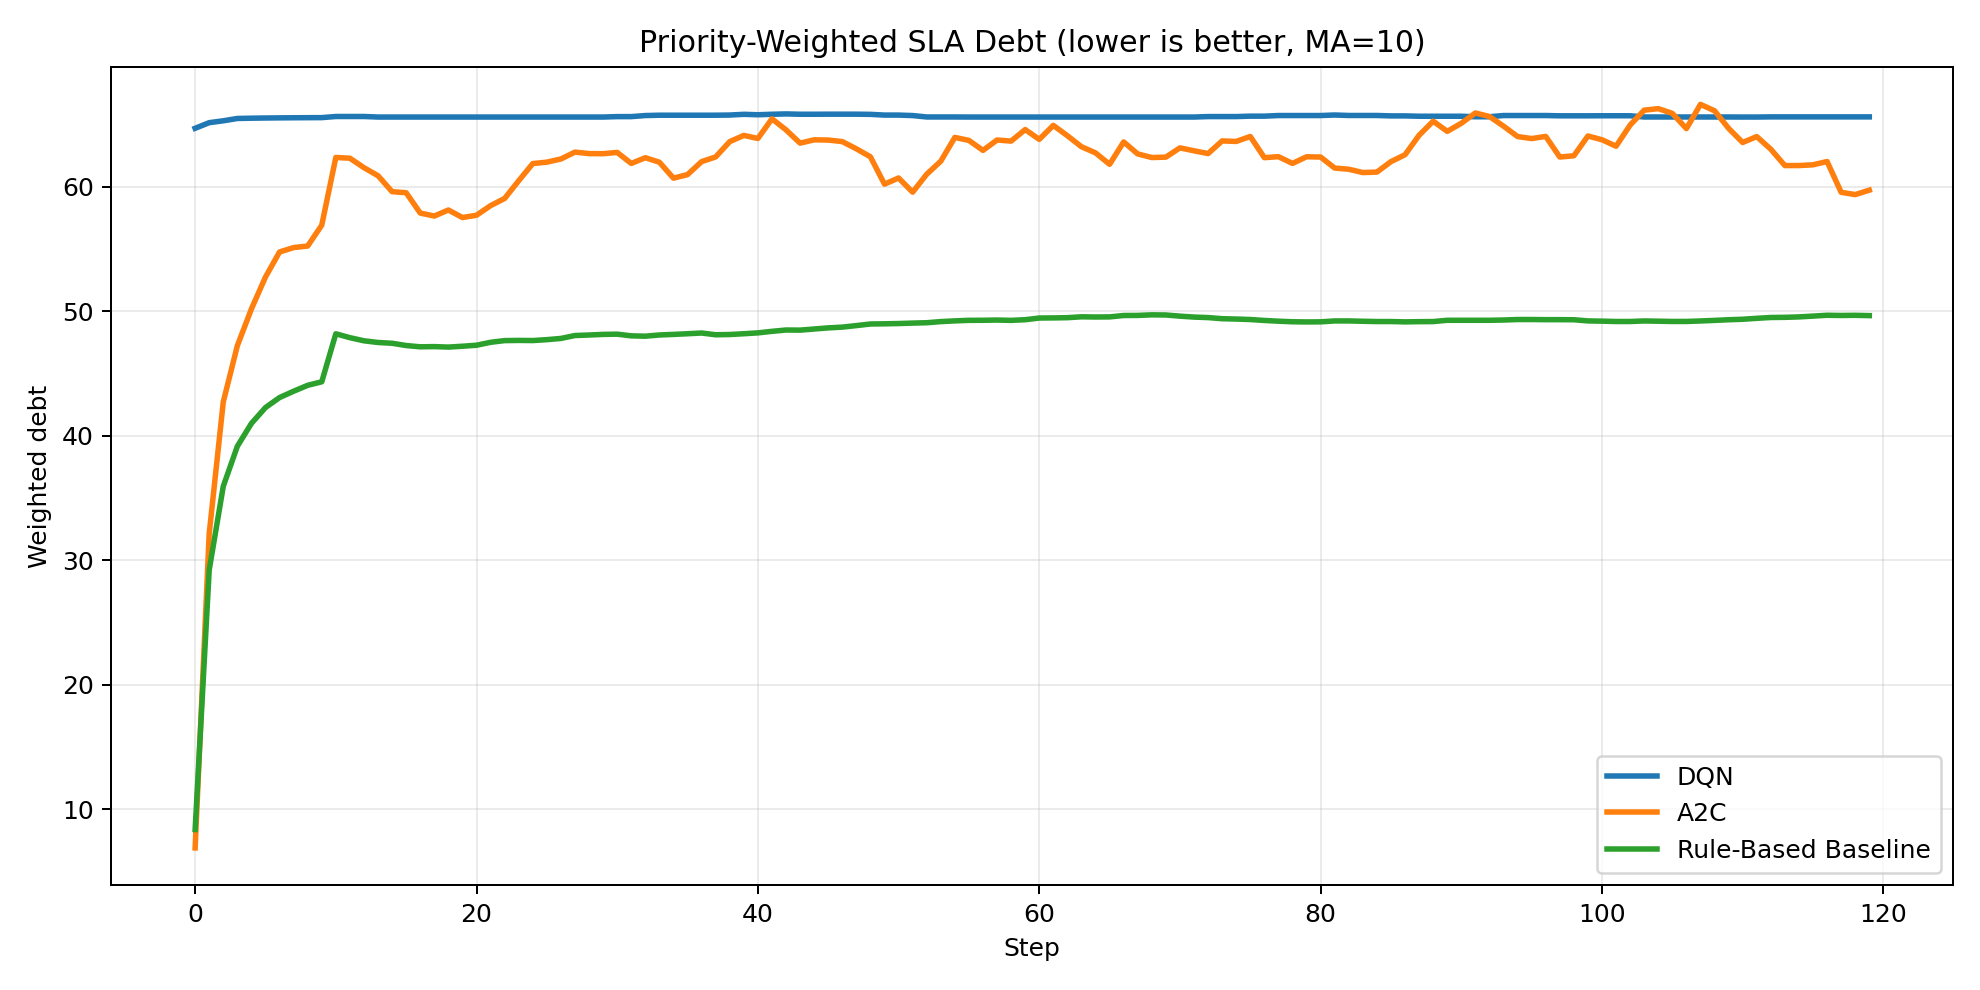 Priority-Weighted SLA Debt (lower is better, MA=10)
Weighted debt
60
50
40
30
20
10
0
20
40
60
80
100
120
Step
DQN
A2C
Rule-Based Baseline